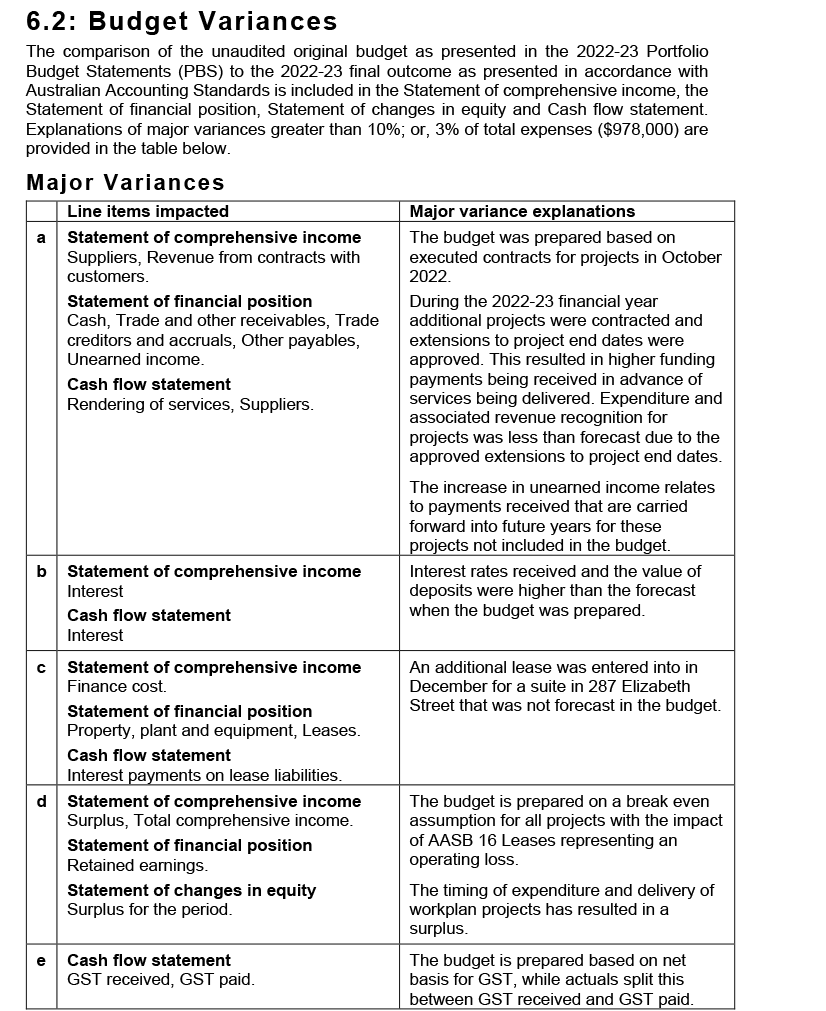 6.2: Budget Variances
The comparison of the unaudited original budget as presented in the 2022-23 Portfolio
Budget Statements (PBS) to the 2022-23 final outcome as presented in accordance with
Australian Accounting Standards is included in the Statement of comprehensive income, the
Statement of financial position, Statement of changes in equity and Cash flow statement.
Explanations of major variances greater than 10%; or, 3% of total expenses ($978,000) are
provided in the table below.
Major Variances
Line items impacted
Major variance explanations
a
Statement of comprehensive income
Suppliers, Revenue from contracts with
customers.
Statement of financial position
Cash, Trade and other receivables, Trade
creditors and accruals, Other payables,
Unearned income.
Cash flow statement
Rendering of services, Suppliers.
The budget was prepared based on
executed contracts for projects in October
2022.
During the 2022-23 financial year
additional projects were contracted and
extensions to project end dates were
approved. This resulted in higher funding
payments being received in advance of
services being delivered. Expenditure and
associated revenue recognition for
projects was less than forecast due to the
approved extensions to project end dates.
The increase in unearned income relates
to payments received that are carried
forward into future years for these
projects not included in the budget.
b
Statement of comprehensive income
Interest
Cash flow statement
Interest
Interest rates received and the value of
deposits were higher than the forecast
when the budget was prepared.
c
Statement of comprehensive income
Finance cost.
Statement of financial position
Property, plant and equipment, Leases.
Cash flow statement
Interest payments on lease liabilities.
An additional lease was entered into in
December for a suite in 287 Elizabeth
Street that was not forecast in the budget.
d
Statement of comprehensive income
Surplus, Total comprehensive income.
Statement of financial position
Retained earnings.
Statement of changes in equity
Surplus for the period.
The budget is prepared on a break even
assumption for all projects with the impact
of AASB 16 Leases representing an
operating loss.
The timing of expenditure and delivery of
workplan projects has resulted in a
surplus.
e
Cash flow statement
GST received, GST paid.
The budget is prepared based on net
basis for GST, while actuals split this
between GST received and GST paid.